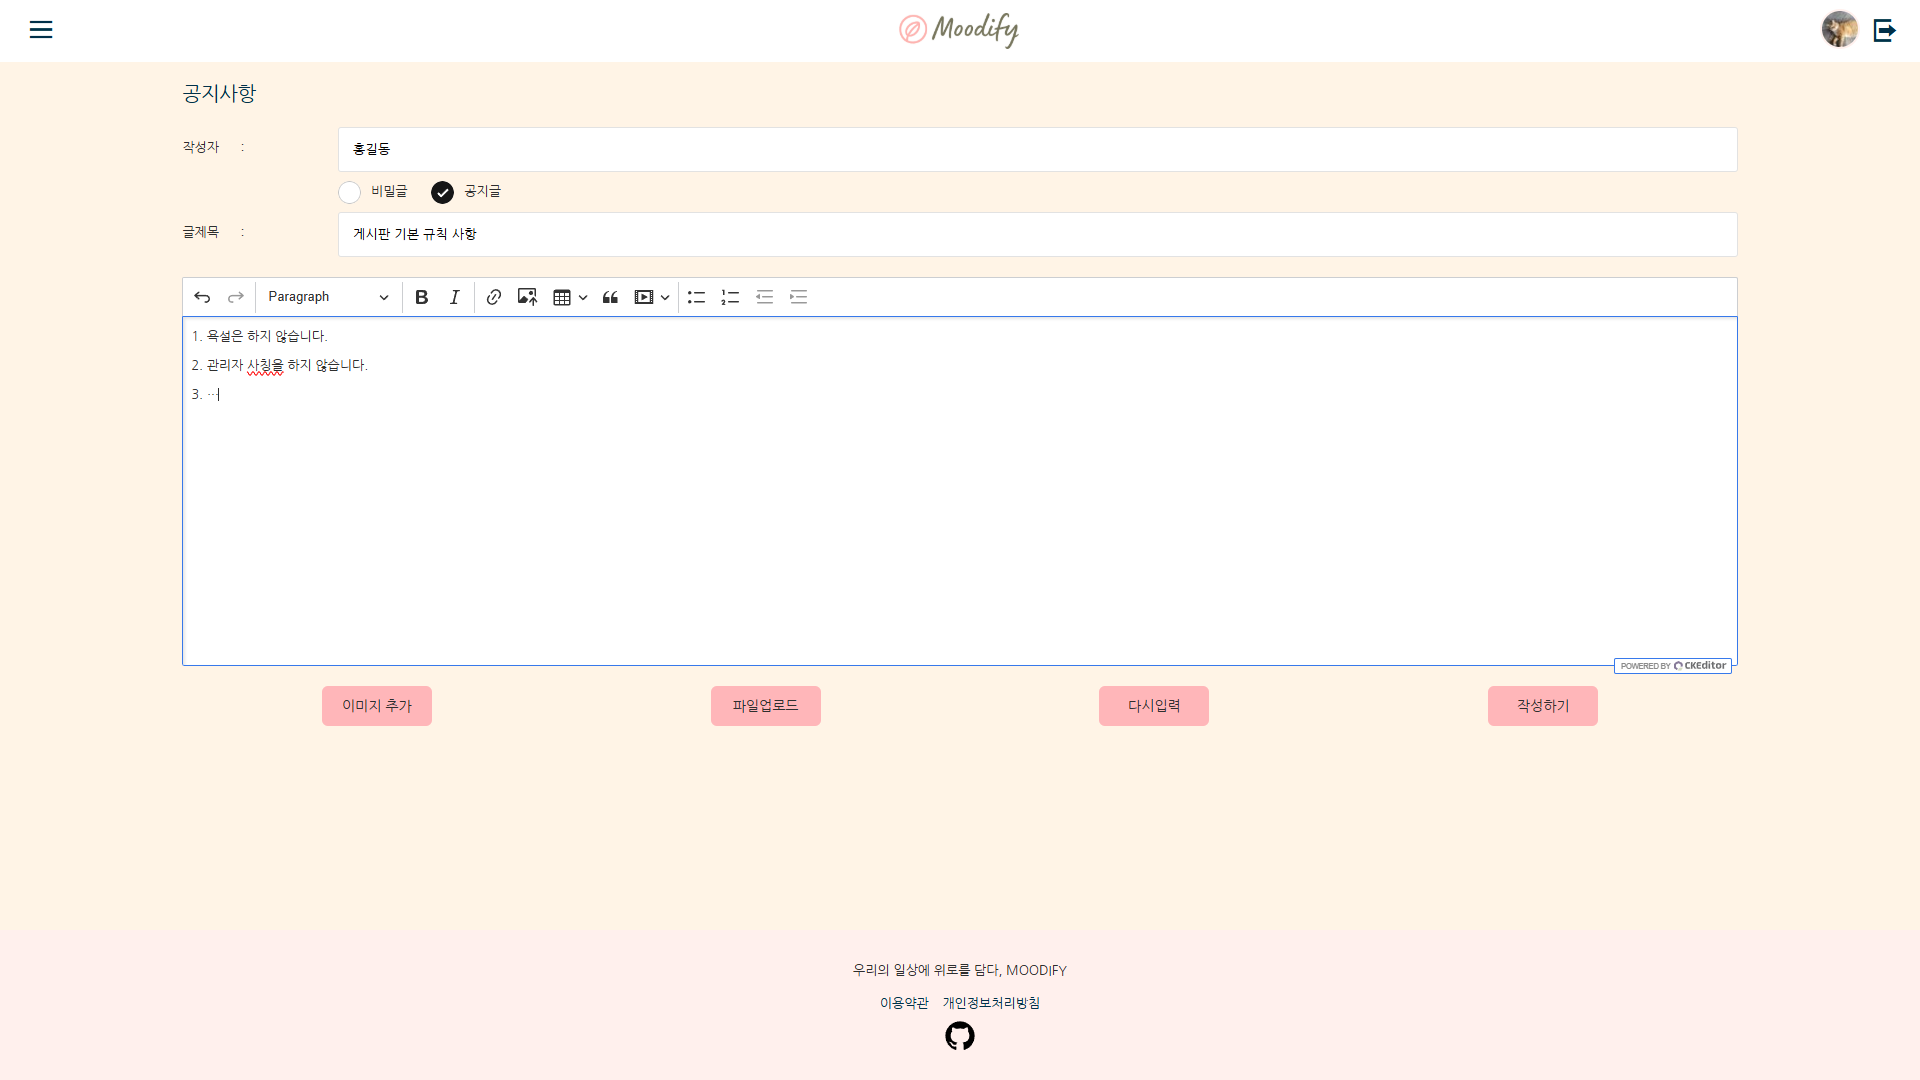 Moodify
공지사항
작성자 :
홍길동
비밀글 공지글
글제목 :
게시판 기본 규칙 사항
Paragraph
1. 욕설은 하지 않습니다.
2. 관리자 사칭을 하지 않습니다.
3. …
POWERED BY CKEditor
이미지 추가 파일업로드 다시입력 작성하기
우리의 일상에 위로를 담다, MOODIFY
이용약관 개인정보처리방침